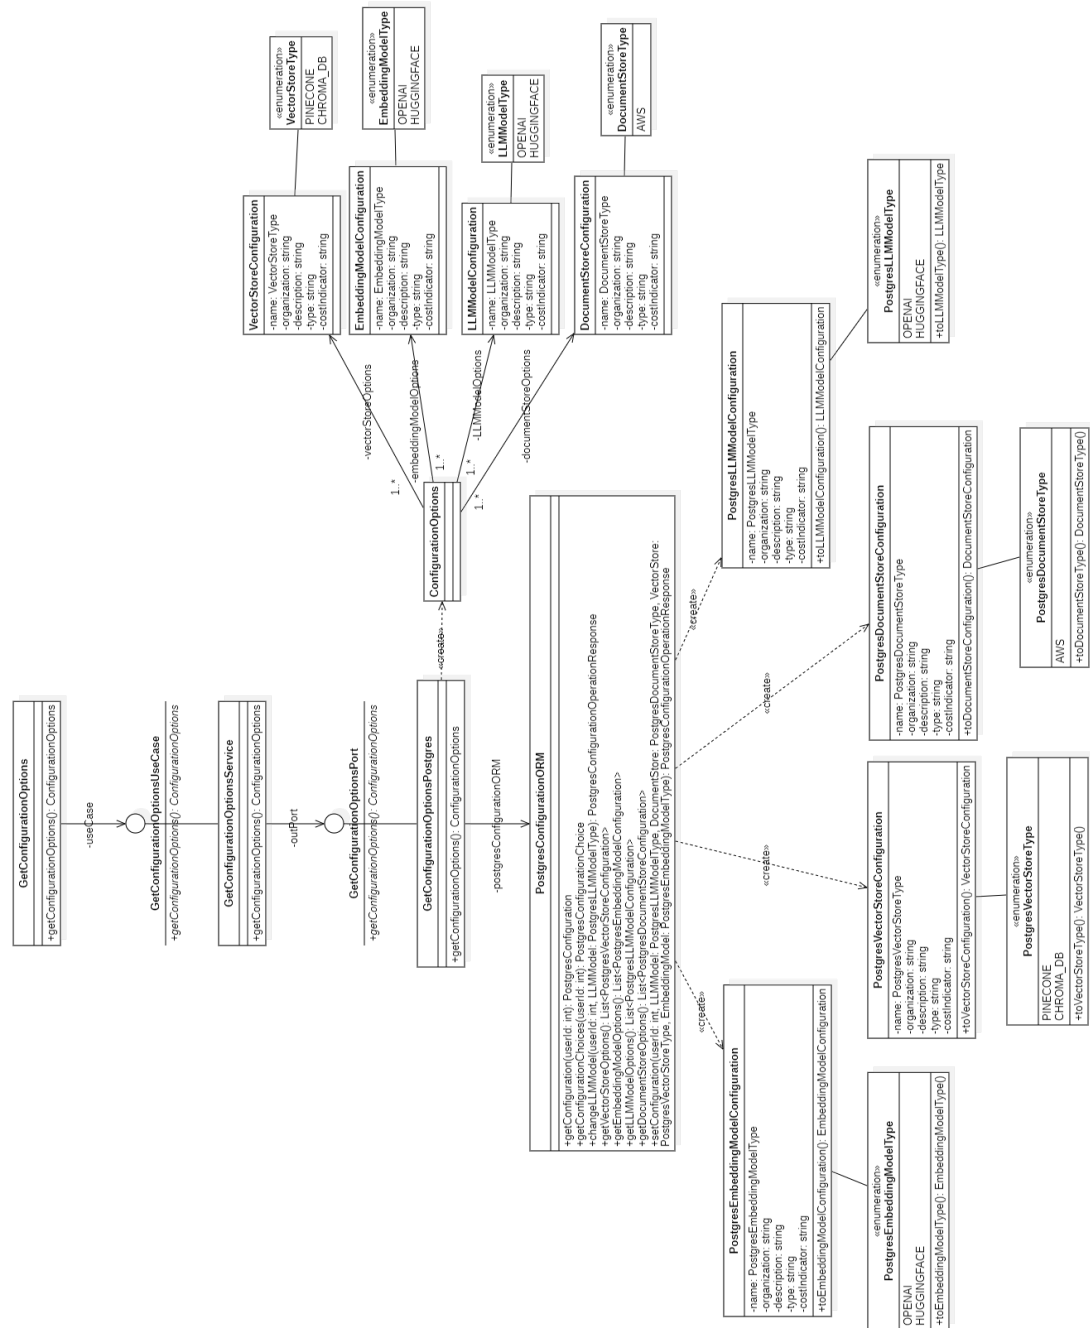 GetConfigurationOptions
+getConfigurationOptions(): ConfigurationOptions
-useCase
GetConfigurationOptionsUseCase
+getConfigurationOptions(): ConfigurationOptions
GetConfigurationOptionsService
+getConfigurationOptions(): ConfigurationOptions
-outPort
GetConfigurationOptionsPort
+getConfigurationOptions(): ConfigurationOptions
GetConfigurationOptionsPostgres
+getConfigurationOptions(): ConfigurationOptions
«create»
-postgresConfigurationORM
ConfigurationOptions
1..*
-vectorStoreOptions
1..*
-embeddingModelOptions
1..*
-LLMModelOptions
1..*
-documentStoreOptions
VectorStoreConfiguration
-name: VectorStoreType
-organization: string
-description: string
-type: string
-costIndicator: string
«enumeration»
VectorStoreType
PINECONE
CHROMA_DB
EmbeddingModelConfiguration
-name: EmbeddingModelType
-organization: string
-description: string
-type: string
-costIndicator: string
«enumeration»
EmbeddingModelType
OPENAI
HUGGINGFACE
LLMModelConfiguration
-name: LLMModelType
-organization: string
-description: string
-type: string
-costIndicator: string
«enumeration»
LLMModelType
OPENAI
HUGGINGFACE
DocumentStoreConfiguration
-name: DocumentStoreType
-organization: string
-description: string
-type: string
-costIndicator: string
«enumeration»
DocumentStoreType
AWS
PostgresConfigurationORM
+getConfiguration(userId: int): PostgresConfiguration
+getConfigurationChoices(userId: int): PostgresConfigurationChoice
+changeLLMModel(userId: int, LLMModel: PostgresLLMModelType): PostgresConfigurationOperationResponse
+getVectorStoreOptions(): List<PostgresVectorStoreConfiguration>
+getEmbeddingModelOptions(): List<PostgresEmbeddingModelConfiguration>
+getLLMModelOptions(): List<PostgresLLMModelConfiguration>
+getDocumentStoreOptions(): List<PostgresDocumentStoreConfiguration>
+setConfiguration(userId: int, LLMModel: PostgresLLMModelType, DocumentStore: PostgresDocumentStoreType, VectorStore:
PostgresVectorStoreType, EmbeddingModel: PostgresEmbeddingModelType): PostgresConfigurationOperationResponse
«create»
«create»
«create»
«create»
PostgresEmbeddingModelConfiguration
-name: PostgresEmbeddingModelType
-organization: string
-description: string
-type: string
-costIndicator: string
+toEmbeddingModelConfiguration(): EmbeddingModelConfiguration
«enumeration»
PostgresEmbeddingModelType
OPENAI
HUGGINGFACE
+toEmbeddingModelType(): EmbeddingModelType()
PostgresVectorStoreConfiguration
-name: PostgresVectorStoreType
-organization: string
-description: string
-type: string
-costIndicator: string
+toVectorStoreConfiguration(): VectorStoreConfiguration
«enumeration»
PostgresVectorStoreType
PINECONE
CHROMA_DB
+toVectorStoreType(): VectorStoreType()
PostgresDocumentStoreConfiguration
-name: PostgresDocumentStoreType
-organization: string
-description: string
-type: string
-costIndicator: string
+toDocumentStoreConfiguration(): DocumentStoreConfiguration
«enumeration»
PostgresDocumentStoreType
AWS
+toDocumentStoreType(): DocumentStoreType()
PostgresLLMModelConfiguration
-name: PostgresLLMModelType
-organization: string
-description: string
-type: string
-costIndicator: string
+toLLMModelConfiguration(): LLMModelConfiguration
«enumeration»
PostgresLLMModelType
OPENAI
HUGGINGFACE
+toLLMModelType(): LLMModelType